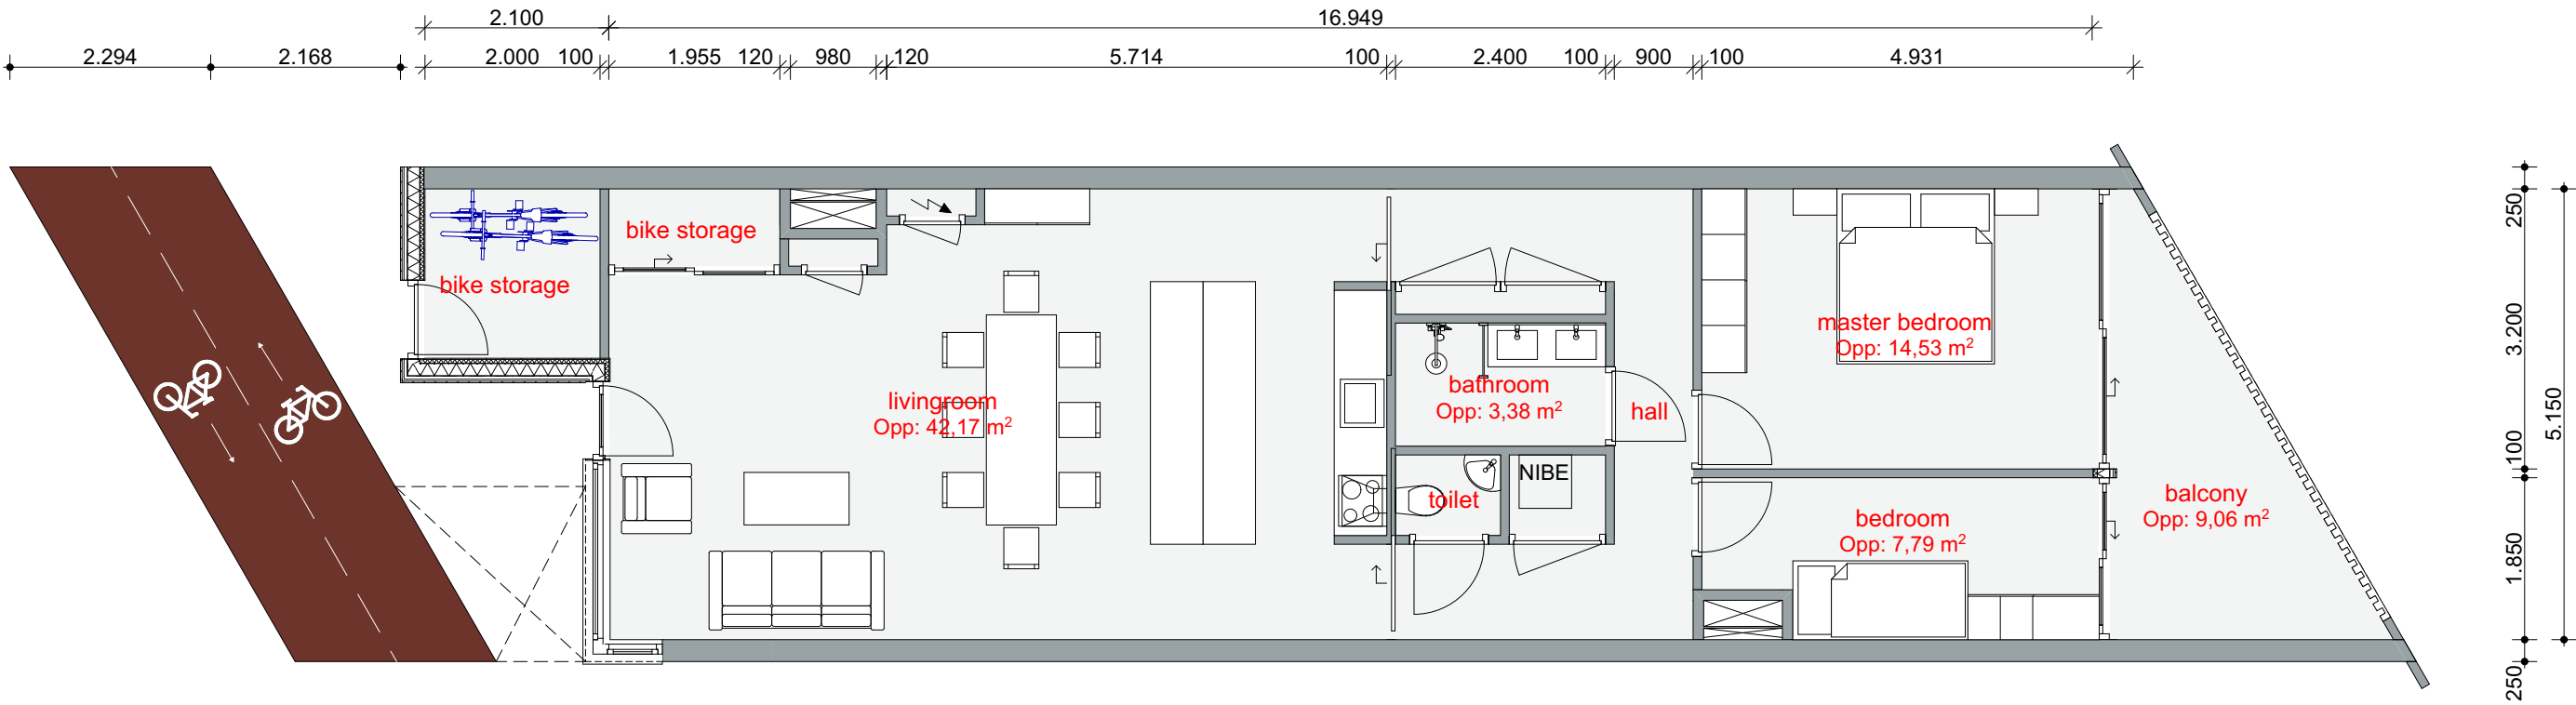 2.100
16.949
2.294
2.168
2.000
100
1.955
120
980
120
5.714
100
2.400
100
900
100
4.931
bike storage
bike storage
livingroom
Opp: 42,17 m²
bathroom
Opp: 3,38 m²
hall
toilet
NIBE
master bedroom
Opp: 14,53 m²
bedroom
Opp: 7,79 m²
balcony
Opp: 9,06 m²
250
3.200
100
1.850
250
5.150